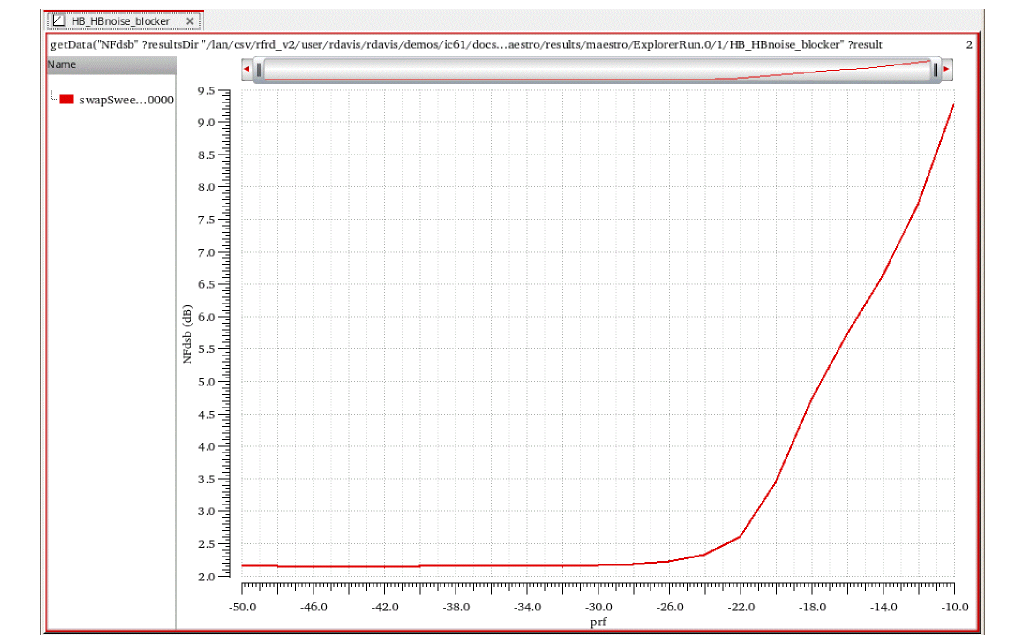 HB_HBnoise_blocker ×
getData("NFdsb" ?resultsDir "/lan/csv/rfrd_v2/user/rdavis/rdavis/demos/ic61/docs...aestro/results/maestro/ExplorerRun.0/1/HB_HBnoise_blocker" ?result 2
Name
swapSwee...0000
9.5
9.0
8.5
8.0
7.5
7.0
6.5
6.0
5.5
5.0
4.5
4.0
3.5
3.0
2.5
2.0
NFdsb (dB)
-50.0 -46.0 -42.0 -38.0 -34.0 -30.0 -26.0 -22.0 -18.0 -14.0 -10.0
prf